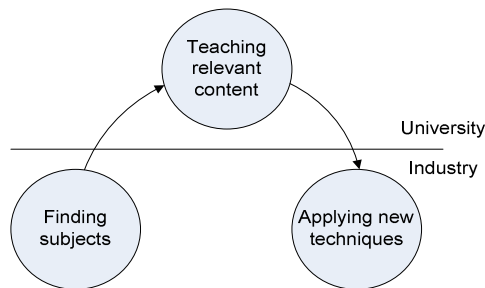 Teaching
relevant
content
University
Industry
Finding
subjects
Applying new
techniques